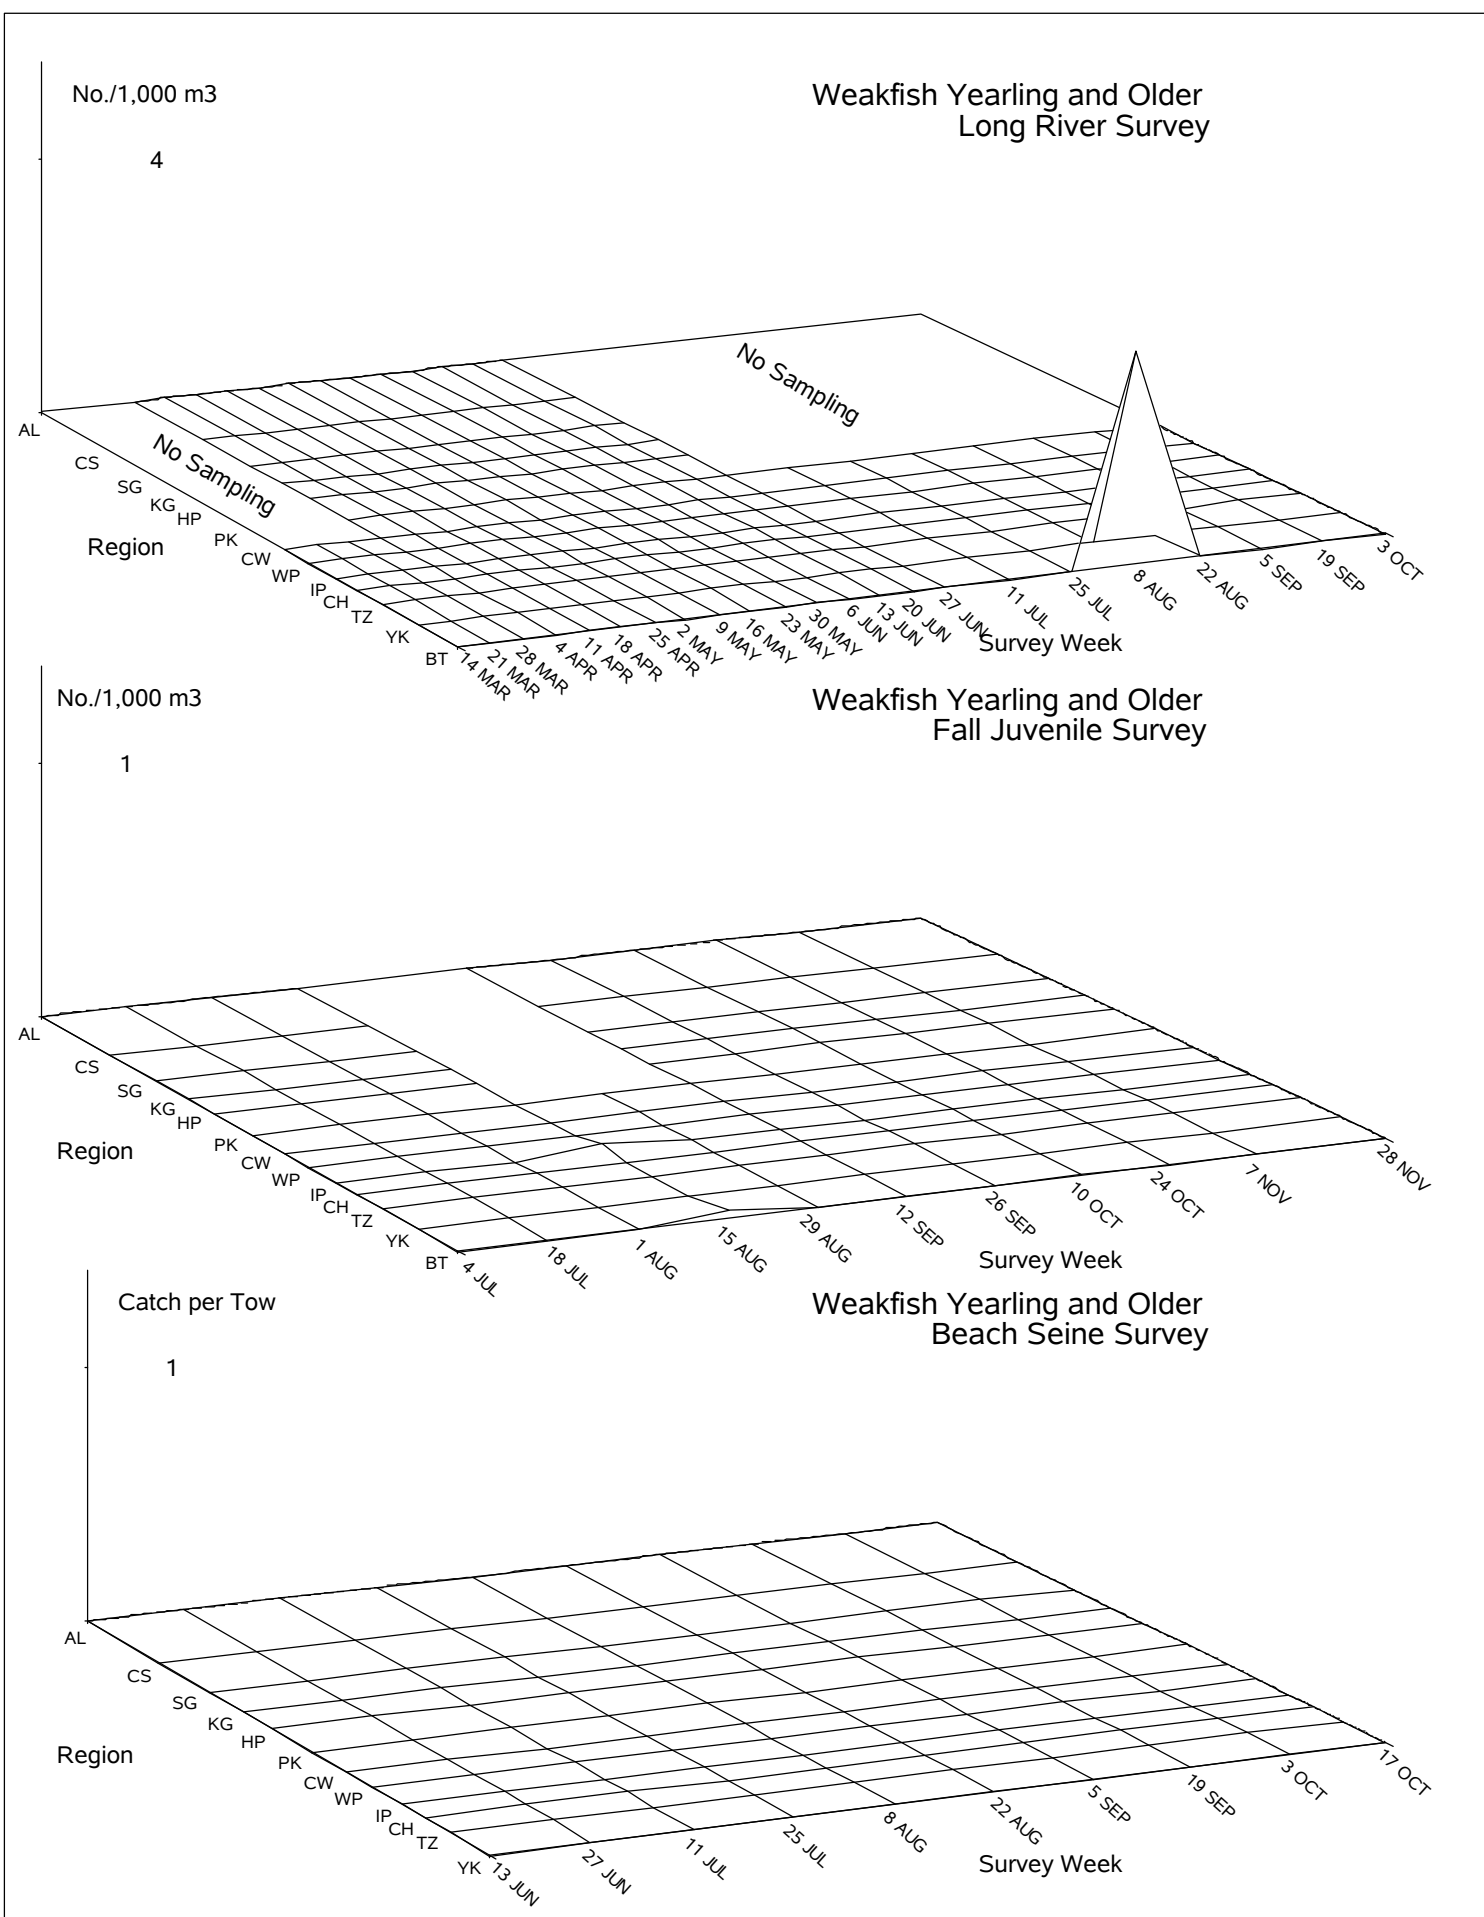 No./1,000 m3
Weakfish Yearling and Older
Long River Survey
4
No Sampling
No Sampling
AL
CS
SG
KG
HP
PK
CW
WP
IP
CH
TZ
YK
BT
Region
14 MAR
21 MAR
28 MAR
4 APR
11 APR
18 APR
25 APR
2 MAY
9 MAY
16 MAY
23 MAY
30 MAY
6 JUN
13 JUN
20 JUN
27 JUN
11 JUL
25 JUL
8 AUG
22 AUG
5 SEP
19 SEP
3 OCT
Survey Week
No./1,000 m3
Weakfish Yearling and Older
Fall Juvenile Survey
1
AL
CS
SG
KG
HP
PK
CW
WP
IP
CH
TZ
YK
BT
Region
4 JUL
18 JUL
1 AUG
15 AUG
29 AUG
12 SEP
26 SEP
10 OCT
24 OCT
7 NOV
28 NOV
Survey Week
Catch per Tow
Weakfish Yearling and Older
Beach Seine Survey
1
AL
CS
SG
KG
HP
PK
CW
WP
IP
CH
TZ
YK
Region
13 JUN
27 JUN
11 JUL
25 JUL
8 AUG
22 AUG
5 SEP
19 SEP
3 OCT
17 OCT
Survey Week